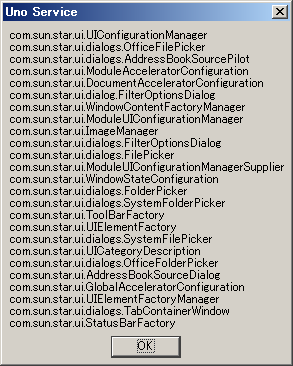 Uno Service
com.sun.star.ui.UIConfigurationManager
com.sun.star.ui.dialogs.OfficeFilePicker
com.sun.star.ui.dialogs.AddressBookSourcePilot
com.sun.star.ui.ModuleAcceleratorConfiguration
com.sun.star.ui.DocumentAcceleratorConfiguration
com.sun.star.ui.dialog.FilterOptionsDialog
com.sun.star.ui.WindowContentFactoryManager
com.sun.star.ui.ModuleUIConfigurationManager
com.sun.star.ui.ImageManager
com.sun.star.ui.dialogs.FilterOptionsDialog
com.sun.star.ui.dialogs.FilePicker
com.sun.star.ui.ModuleUIConfigurationManagerSupplier
com.sun.star.ui.WindowStateConfiguration
com.sun.star.ui.dialogs.FolderPicker
com.sun.star.ui.dialogs.SystemFolderPicker
com.sun.star.ui.ToolBarFactory
com.sun.star.ui.UIElementFactory
com.sun.star.ui.dialogs.SystemFilePicker
com.sun.star.ui.UICategoryDescription
com.sun.star.ui.dialogs.OfficeFolderPicker
com.sun.star.ui.AddressBookSourceDialog
com.sun.star.ui.GlobalAcceleratorConfiguration
com.sun.star.ui.UIElementFactoryManager
com.sun.star.ui.dialogs.TabContainerWindow
com.sun.star.ui.StatusBarFactory
OK